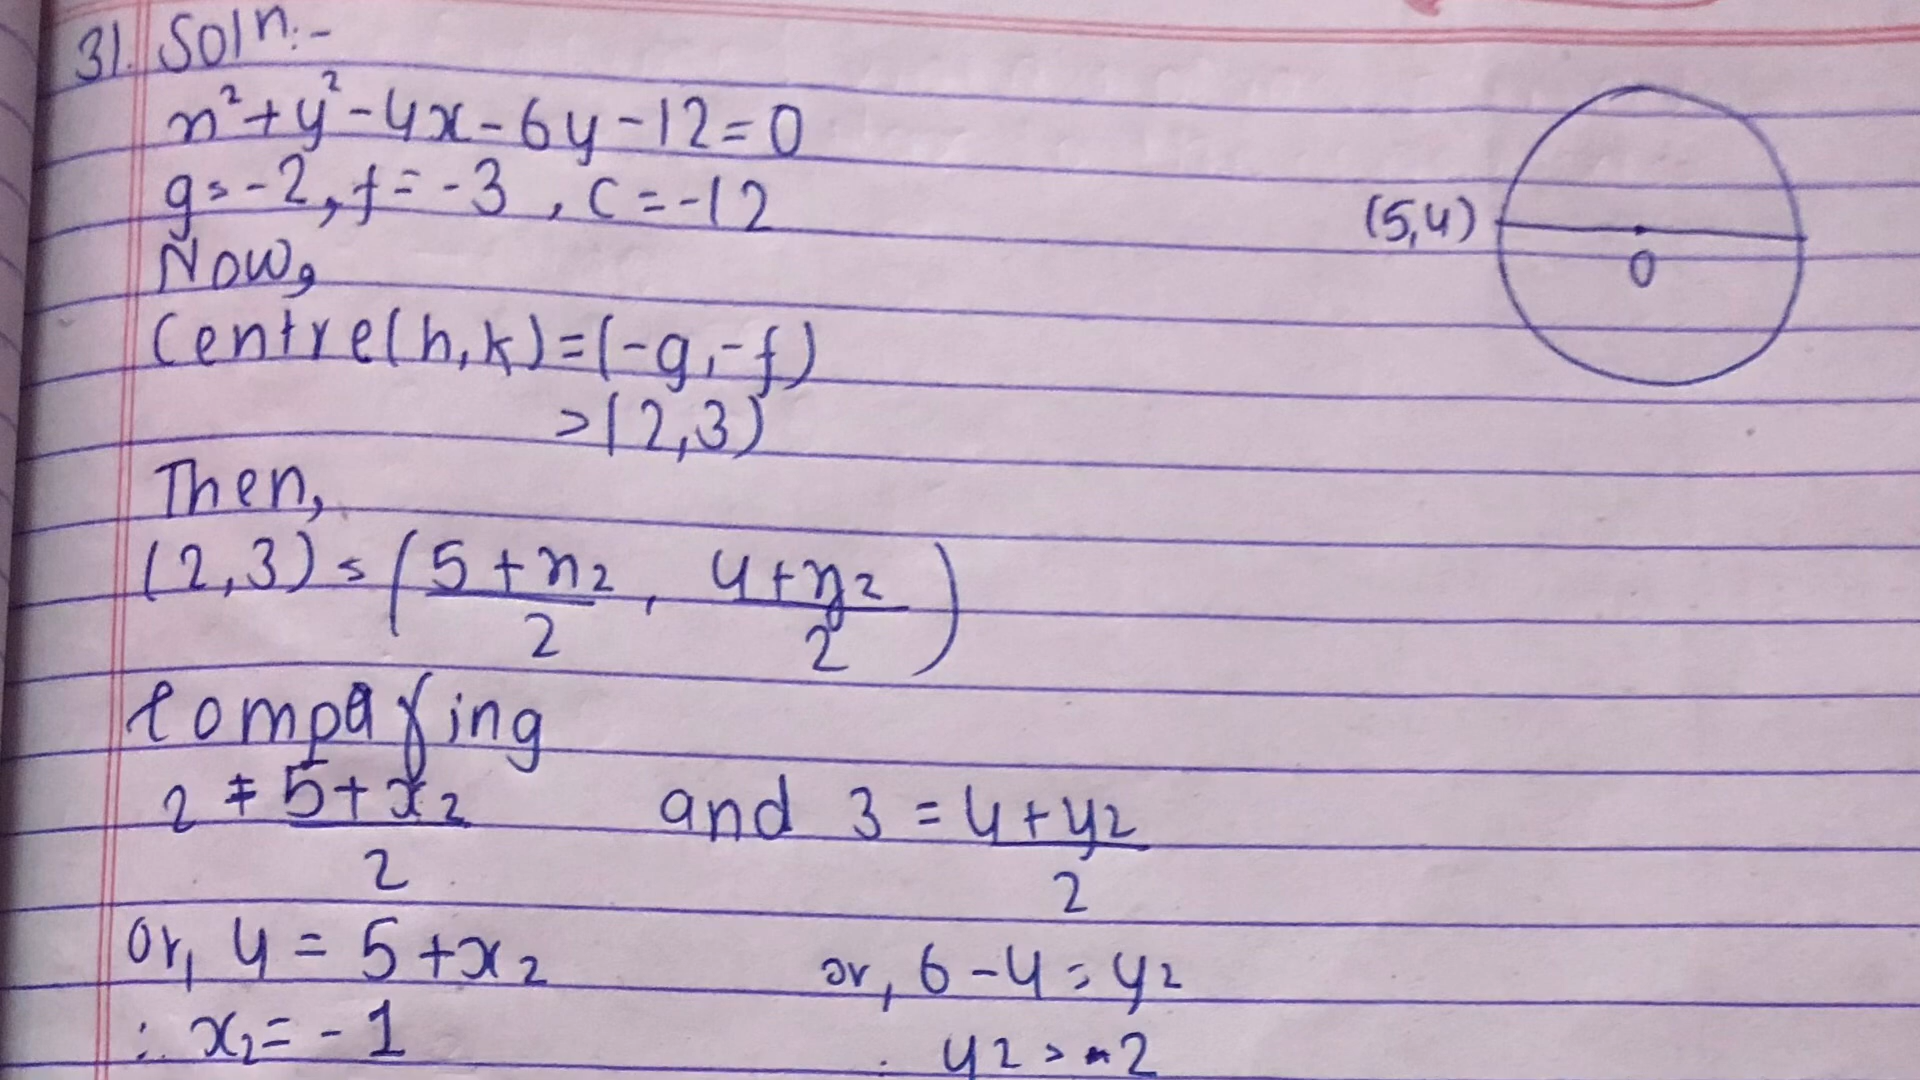 31. Soln:-
x² + y² - 4x - 6y - 12 = 0
g = -2, f = -3, c = -12
(5,4)
O
Now,
Centre(h,k) = (-g,-f)
= (2,3)
Then,
(2,3) = (5+x₂/2, 4+y₂/2)
Comparing
2 = 5+x₂/2 and 3 = 4+y₂/2
or, 4 = 5+x₂ or, 6-4 = y₂
∴ x₂ = -1 ∴ y₂ = 2